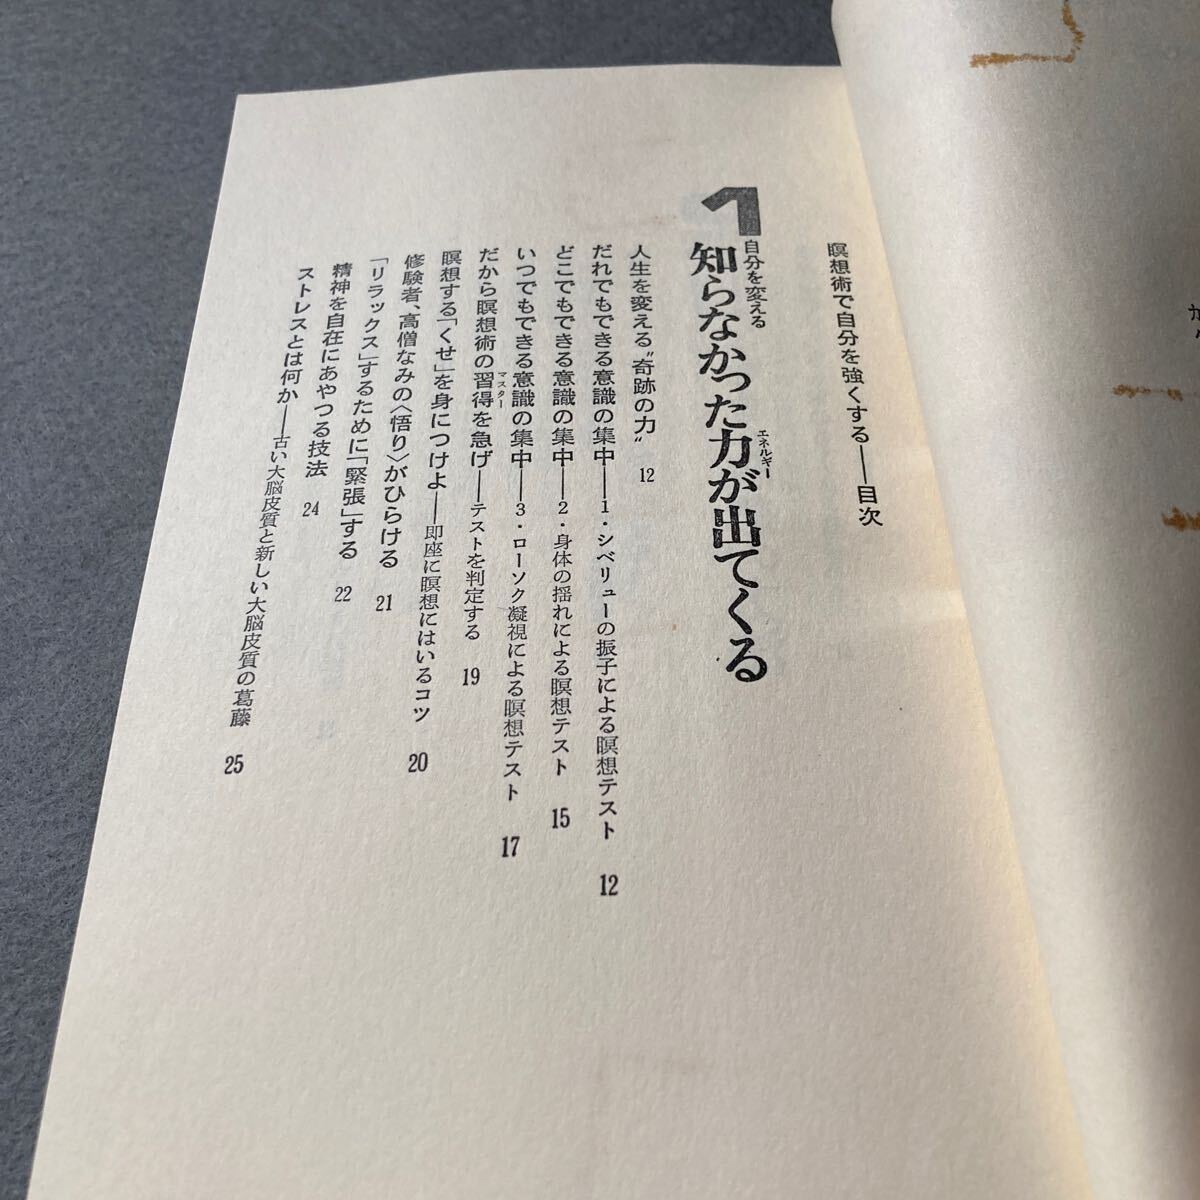 瞑想術で自分を強くする――目次
1
自分を変える
知らなかった力が出てくる
エネルギー
人生を変える〝奇跡の力〟 12
だれでもできる意識の集中――1・シベリューの振子による瞑想テスト 12
どこでもできる意識の集中――2・身体の揺れによる瞑想テスト 15
いつでもできる意識の集中――3・ローソク凝視による瞑想テスト 17
だから瞑想術の習得を急げ――テストを判定する 19
マスター
瞑想する「くせ」を身につけよ――即座に瞑想にはいるコツ 20
修験者、高僧なみの〈悟り〉がひらける 21
「リラックス」するために「緊張」する 22
精神を自在にあやつる技法 24
ストレスとは何か――古い大脳皮質と新しい大脳皮質の葛藤 25